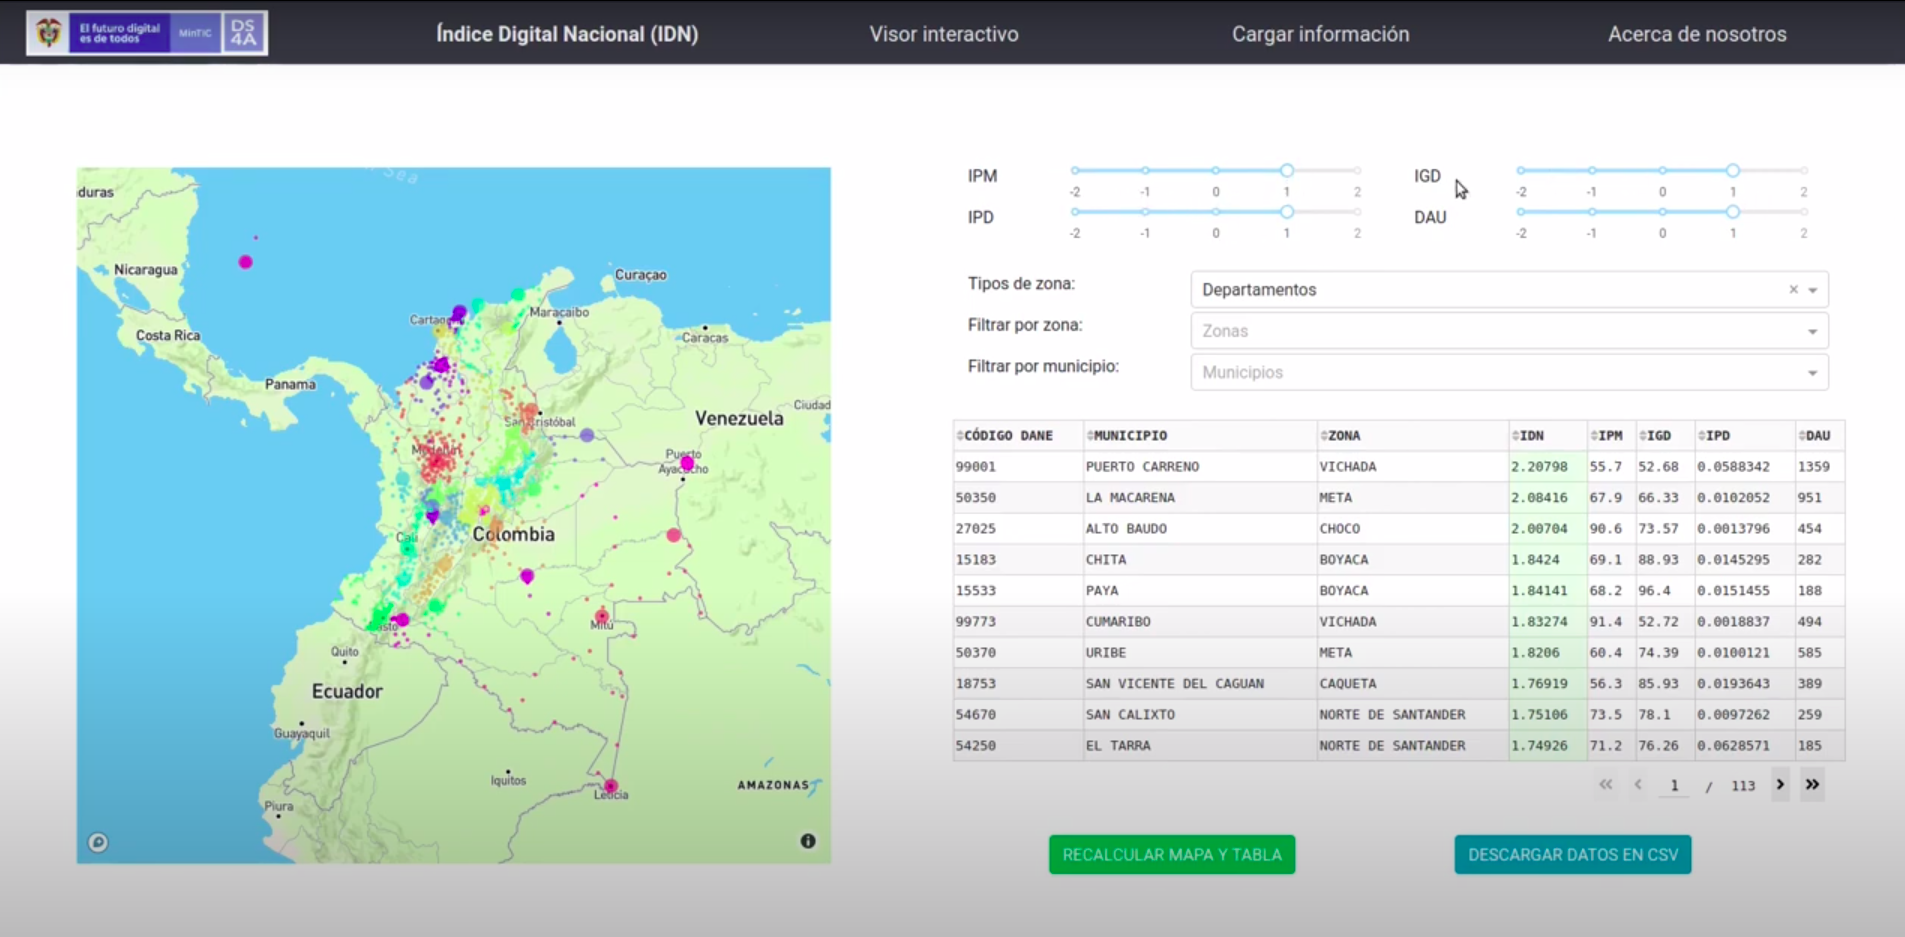 El futuro digital
es de todos
MinTIC
DS
4A
Índice Digital Nacional (IDN)
Visor interactivo
Cargar información
Acerca de nosotros
duras
Sea
Nicaragua
Costa Rica
Panama
Curaçao
Maracaibo
Caracas
Cartag
San Cristóbal
Venezuela
Ciudad
Medellín
Puerto
Ayacucho
Colombia
Cali
Pasto
Mitú
Quito
Ecuador
Guayaquil
Iquitos
Leticia
AMAZONAS
Piura
IPM
-2 -1 0 1 2
IGD
-2 -1 0 1 2
IPD
-2 -1 0 1 2
DAU
-2 -1 0 1 2
Tipos de zona:
Departamentos
Filtrar por zona:
Zonas
Filtrar por municipio:
Municipios
CÓDIGO DANE MUNICIPIO ZONA IDN IPM IGD IPD DAU
99001 PUERTO CARRENO VICHADA 2.20798 55.7 52.68 0.0588342 1359
50350 LA MACARENA META 2.08416 67.9 66.33 0.0102052 951
27025 ALTO BAUDO CHOCO 2.00704 90.6 73.57 0.0013796 454
15183 CHITA BOYACA 1.8424 69.1 88.93 0.0145295 282
15533 PAYA BOYACA 1.84141 68.2 96.4 0.0151455 188
99773 CUMARIBO VICHADA 1.83274 91.4 52.72 0.0018837 494
50370 URIBE META 1.8206 60.4 74.39 0.0100121 585
18753 SAN VICENTE DEL CAGUAN CAQUETA 1.76919 56.3 85.93 0.0193643 389
54670 SAN CALIXTO NORTE DE SANTANDER 1.75106 73.5 78.1 0.0097262 259
54250 EL TARRA NORTE DE SANTANDER 1.74926 71.2 76.26 0.0628571 185
1 / 113
RECALCULAR MAPA Y TABLA
DESCARGAR DATOS EN CSV